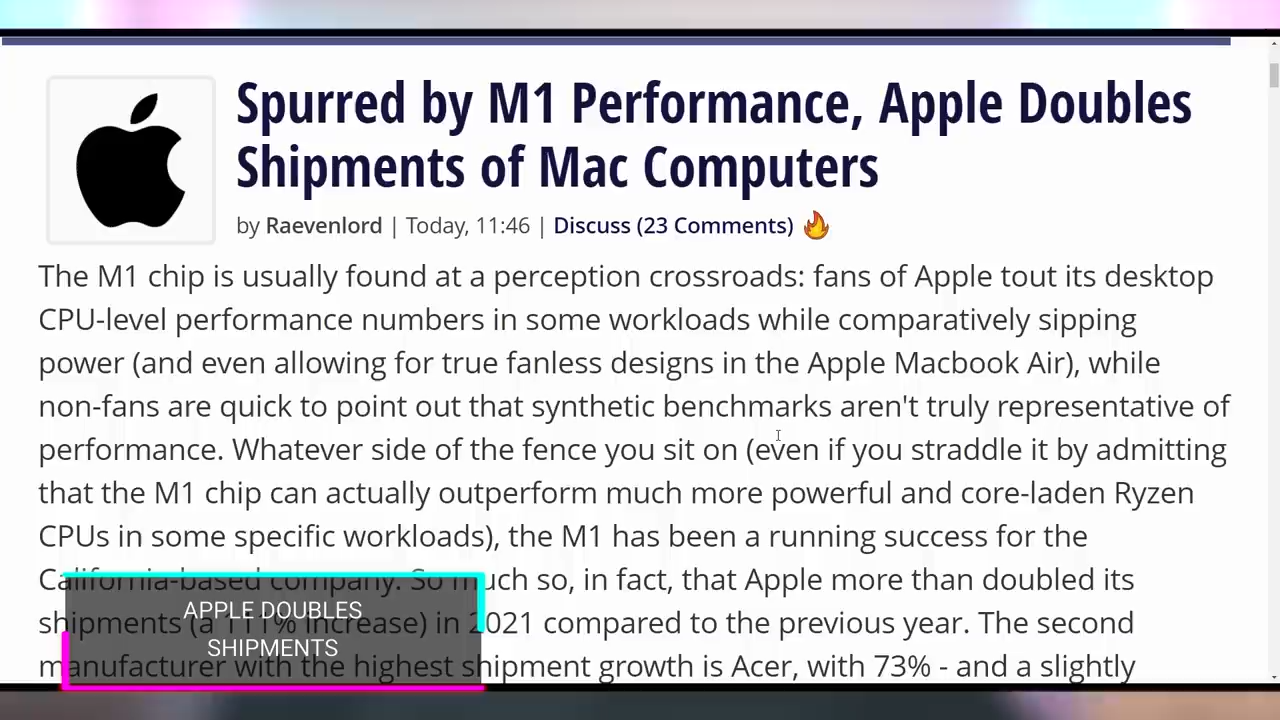 Spurred by M1 Performance, Apple Doubles
Shipments of Mac Computers
by Raevenlord | Today, 11:46 | Discuss (23 Comments)
The M1 chip is usually found at a perception crossroads: fans of Apple tout its desktop
CPU-level performance numbers in some workloads while comparatively sipping
power (and even allowing for true fanless designs in the Apple Macbook Air), while
non-fans are quick to point out that synthetic benchmarks aren't truly representative of
performance. Whatever side of the fence you sit on (even if you straddle it by admitting
that the M1 chip can actually outperform much more powerful and core-laden Ryzen
CPUs in some specific workloads), the M1 has been a running success for the
California-based company. So much so, in fact, that Apple more than doubled its
shipments (a 111% increase) in 2021 compared to the previous year. The second
manufacturer with the highest shipment growth is Acer, with 73% - and a slightly
APPLE DOUBLES
SHIPMENTS